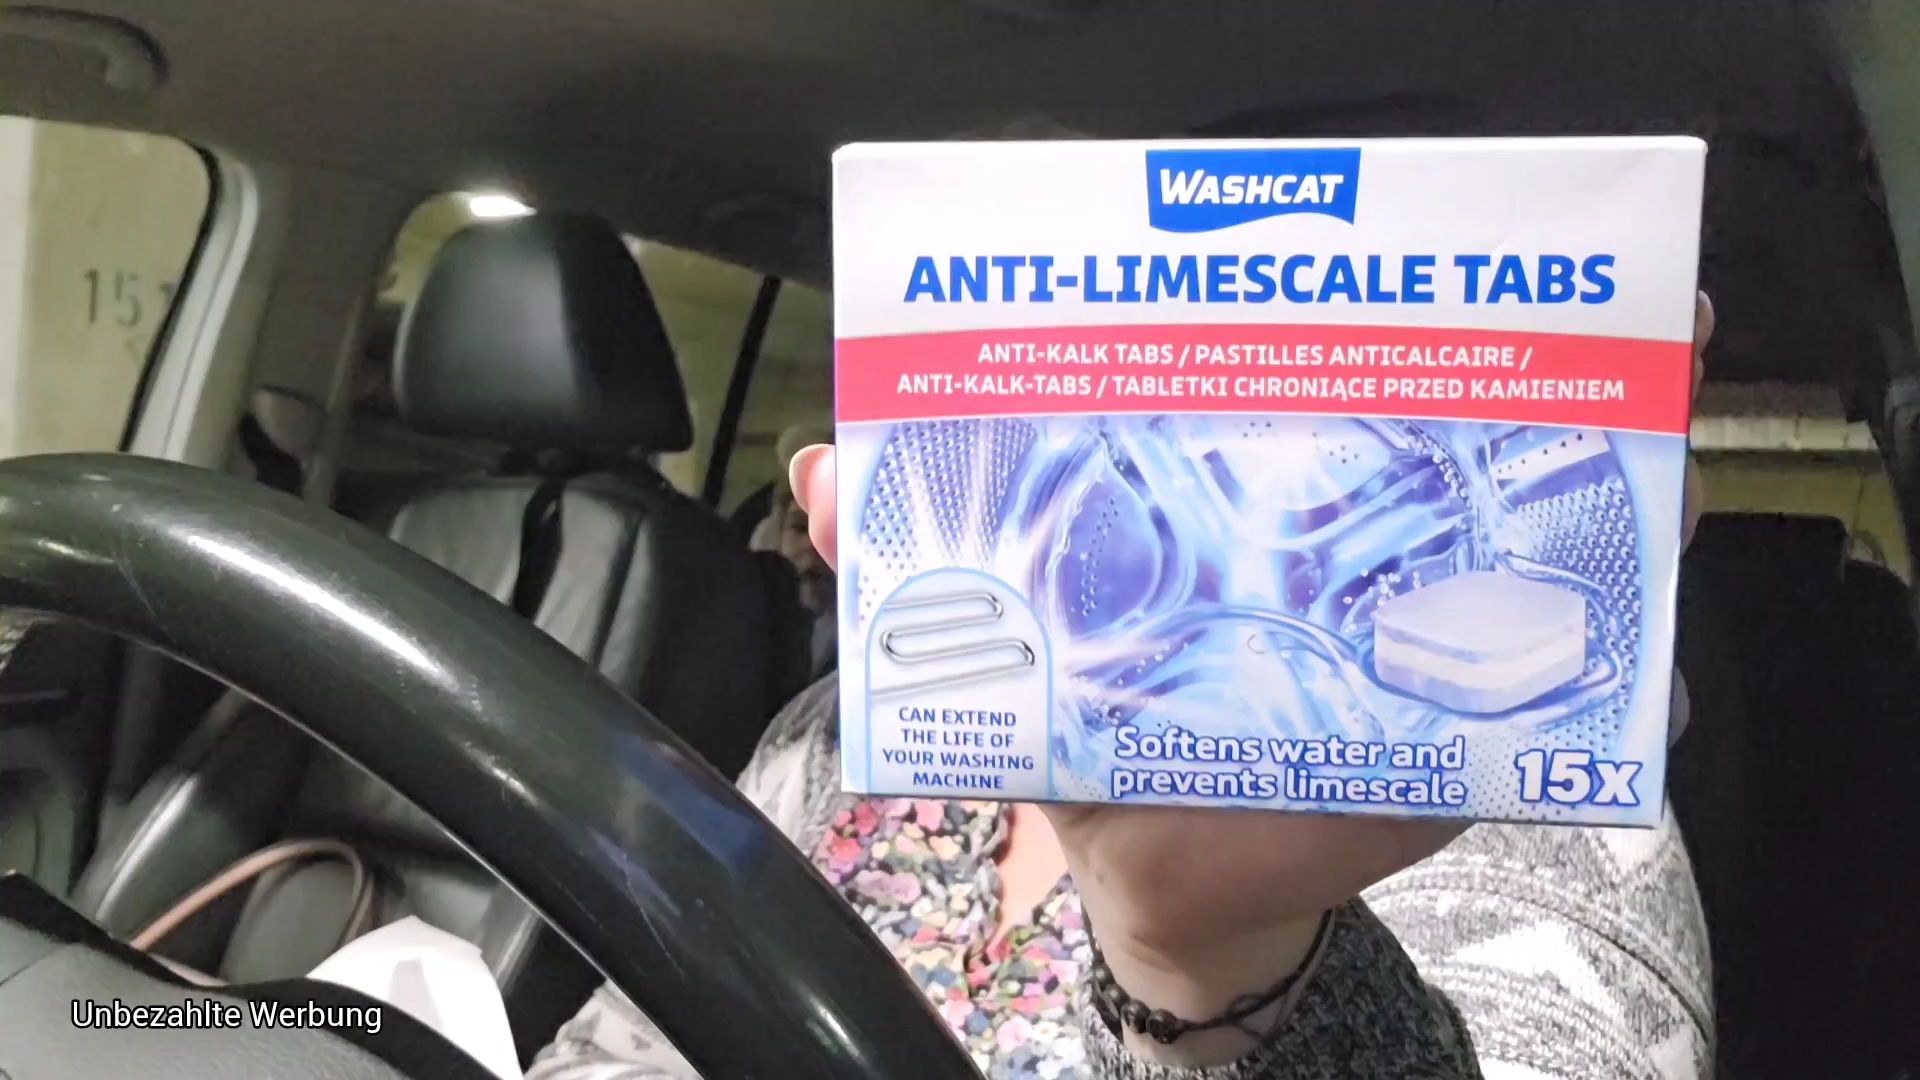 WASHCAT
ANTI-LIMESCALE TABS
ANTI-KALK TABS / PASTILLES ANTICALCAIRE /
ANTI-KALK-TABS / TABLETKI CHRONIĄCE PRZED KAMIENIEM
CAN EXTEND
THE LIFE OF
YOUR WASHING
MACHINE
Softens water and
prevents limescale
15x
151
Unbezahlte Werbung